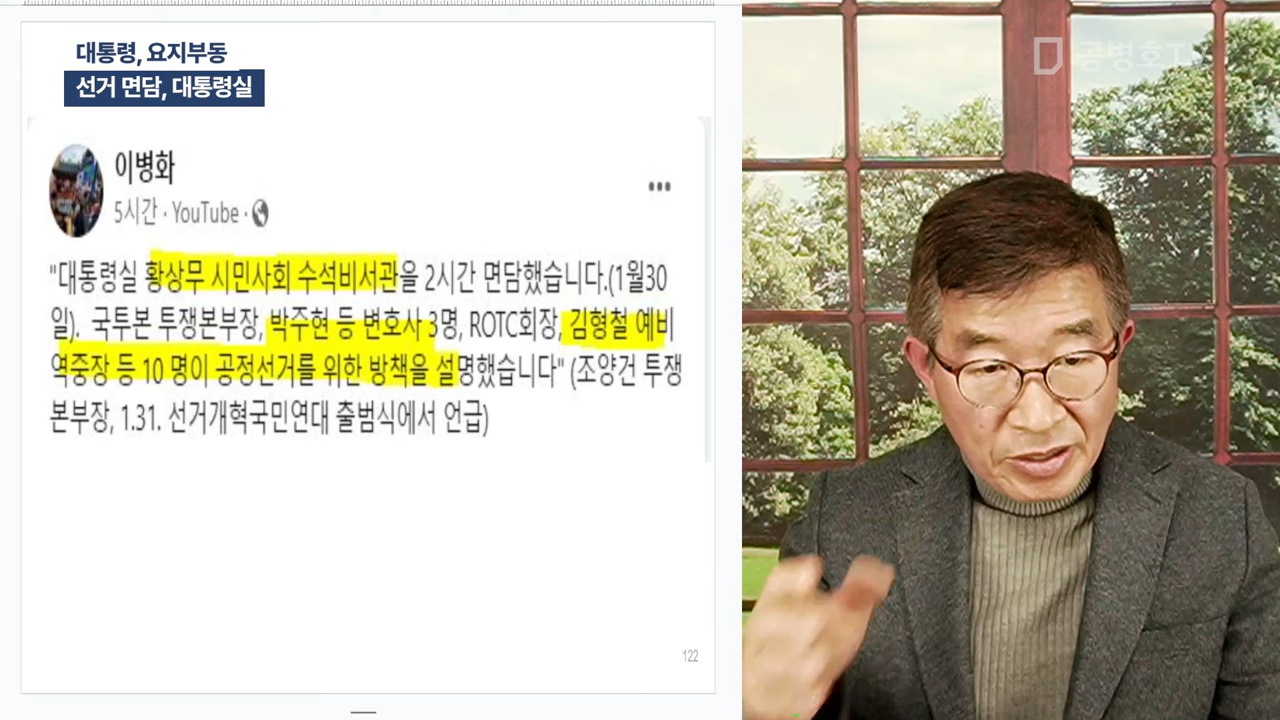 대통령, 요지부동
선거 면담, 대통령실
공병호TV
이병화
5시간 · YouTube ·
"대통령실 황상무 시민사회 수석비서관을 2시간 면담했습니다.(1월30
일). 국투본 투쟁본부장, 박주현 등 변호사 3명, ROTC회장, 김형철 예비
역중장 등 10 명이 공정선거를 위한 방책을 설명했습니다" (조양건 투쟁
본부장, 1.31. 선거개혁국민연대 출범식에서 언급)
122